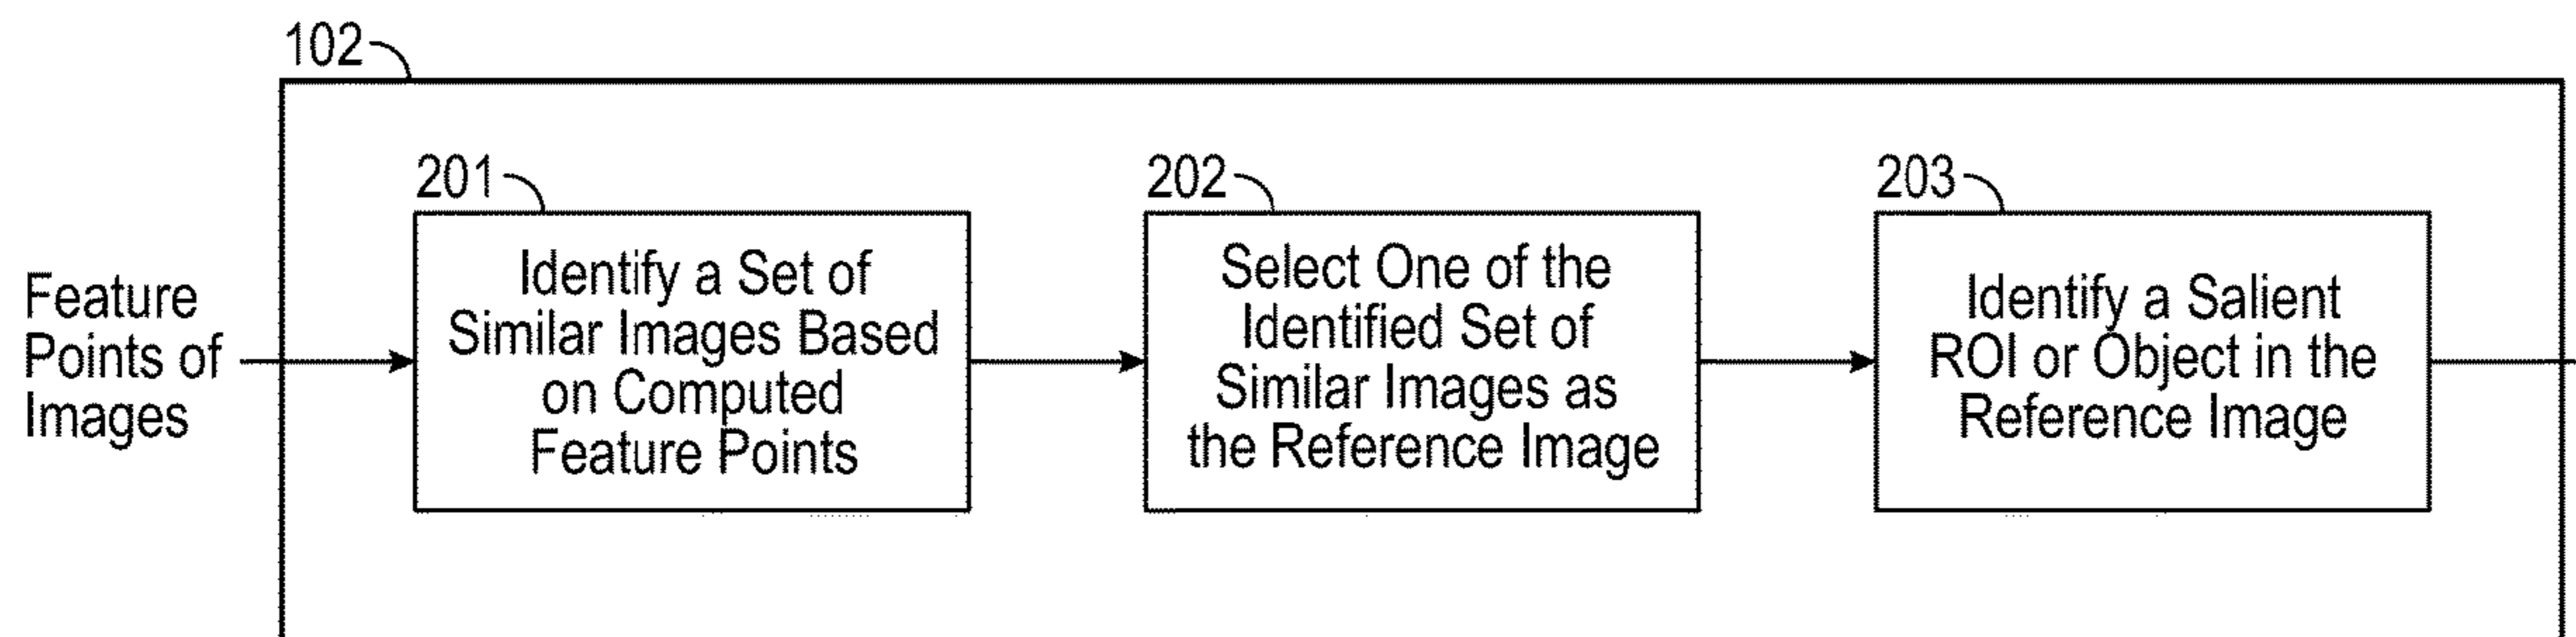 102
201
202
203
Feature
Points of
Images
Identify a Set of
Similar Images Based
on Computed
Feature Points
Select One of the
Identified Set of
Similar Images as
the Reference Image
Identify a Salient
ROI or Object in the
Reference Image